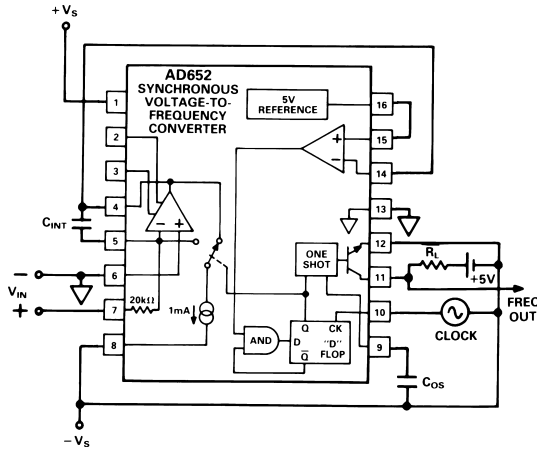 +VS
AD652
SYNCHRONOUS
VOLTAGE-TO-
FREQUENCY
CONVERTER
5V
REFERENCE
1
2
3
4
5
6
7
8
16
15
14
13
12
11
10
9
CINT
+
−
−
+
−
VIN
+
20kΩ
1mA
ONE
SHOT
AND
Q CK
D "D"
FLOP
Q̅
RL
+5V
FREQ
OUT
CLOCK
COS
−VS